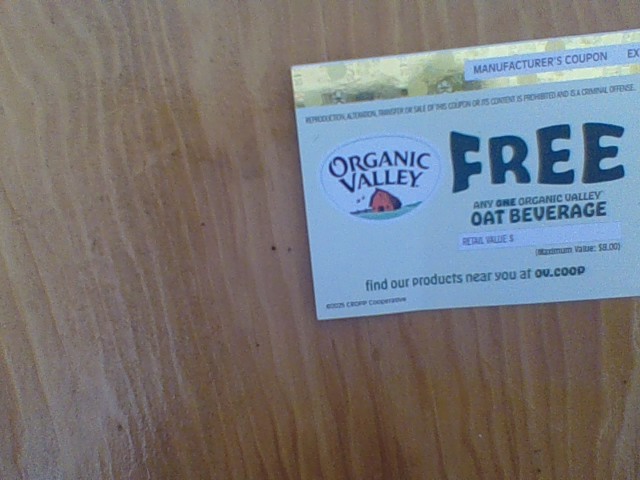 MANUFACTURER'S COUPON EX
REPRODUCTION, ALTERATION, TRANSFER OR SALE OF THIS COUPON OR ITS CONTENT IS PROHIBITED AND IS A CRIMINAL OFFENSE.
ORGANIC
VALLEY
FREE
ANY ONE ORGANIC VALLEY
OAT BEVERAGE
RETAIL VALUE $
(Maximum Value: $8.00)
find our products near you at ov.coop
©2025 CROPP Cooperative